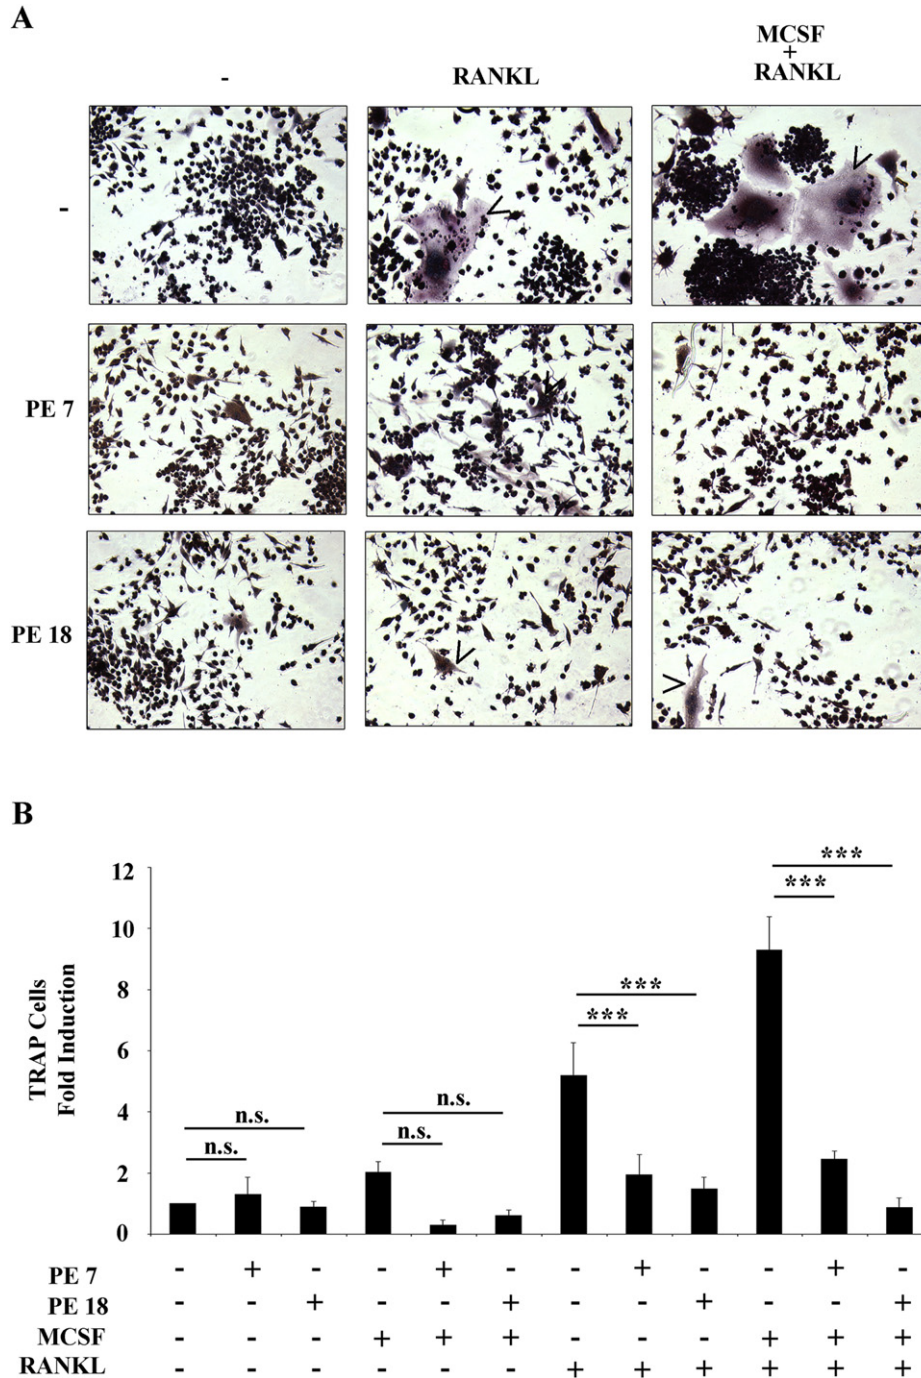 A
-
RANKL
MCSF
+
RANKL
-
PE 7
PE 18
B
TRAP Cells
Fold Induction
12
10
8
6
4
2
0
n.s.
n.s.
n.s.
n.s.
***
***
***
***
PE 7 - + - - + - - + - - + -
PE 18 - - + - - + - - + - - +
MCSF - - - + + + - - - + + +
RANKL - - - - - - + + + + + +